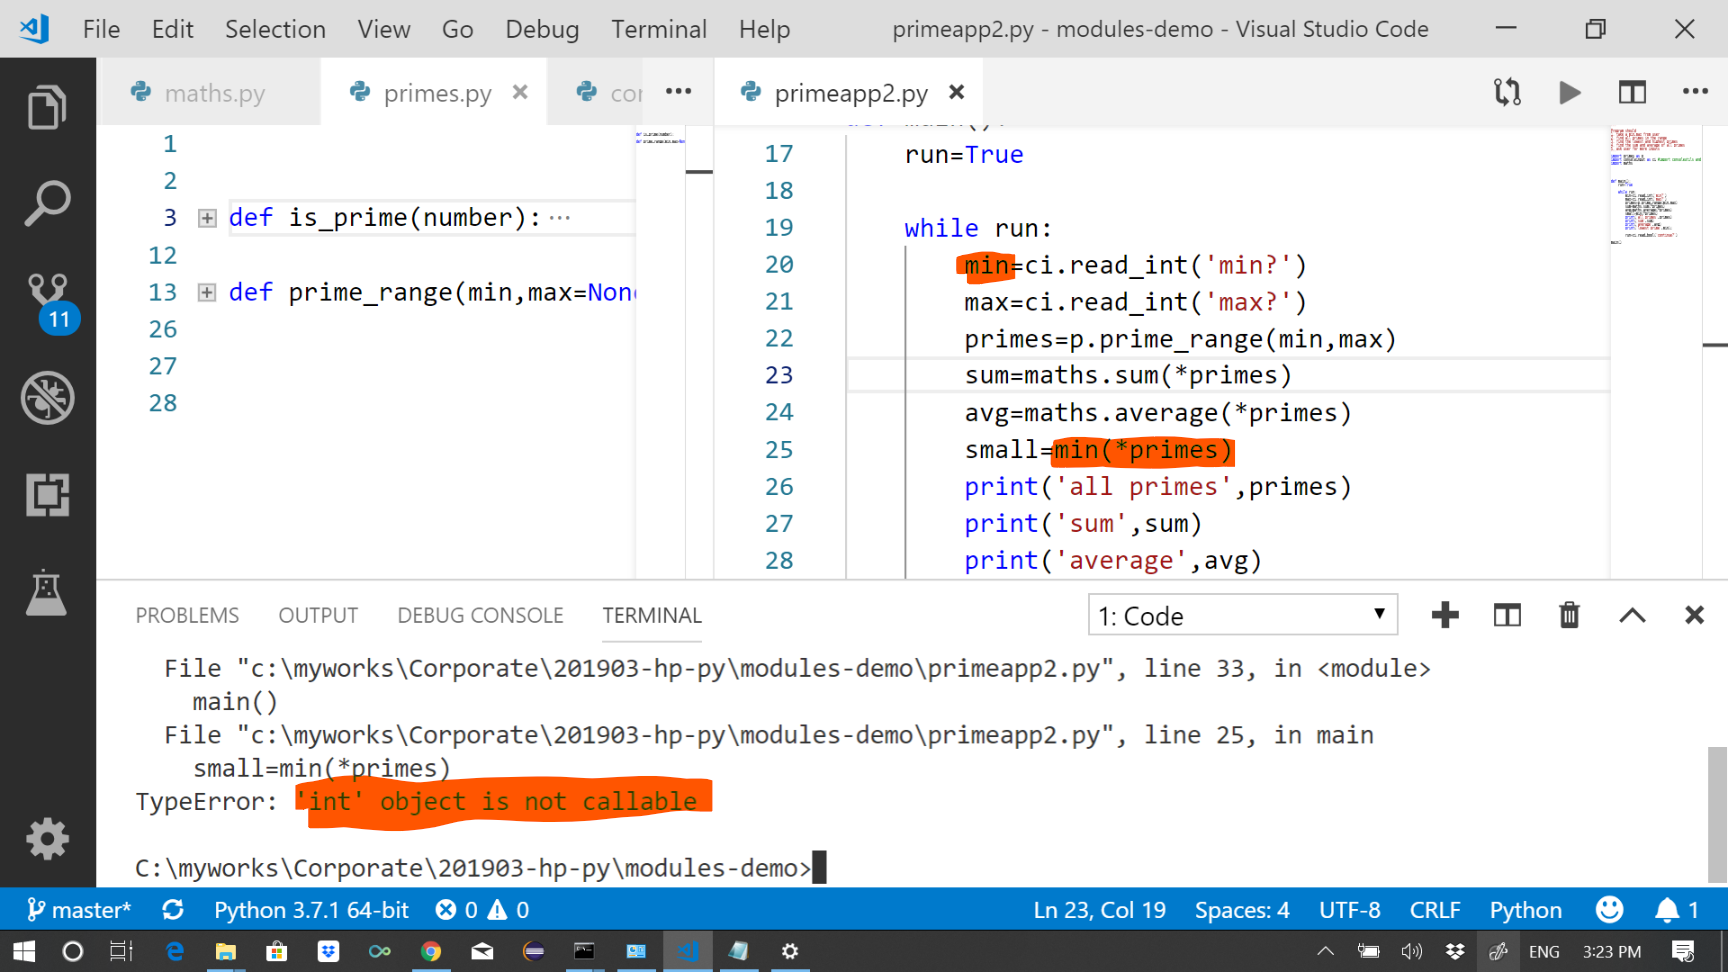 File Edit Selection View Go Debug Terminal Help primeapp2.py - modules-demo - Visual Studio Code
maths.py primes.py × cor ••• primeapp2.py ×
1
2
3 def is_prime(number): ···
12
13 def prime_range(min,max=None
26
27
28
17 run=True
18
19 while run:
20 min=ci.read_int('min?')
21 max=ci.read_int('max?')
22 primes=p.prime_range(min,max)
23 sum=maths.sum(*primes)
24 avg=maths.average(*primes)
25 small=min(*primes)
26 print('all primes',primes)
27 print('sum',sum)
28 print('average',avg)
11
PROBLEMS OUTPUT DEBUG CONSOLE TERMINAL 1: Code
File "c:\myworks\Corporate\201903-hp-py\modules-demo\primeapp2.py", line 33, in <module>
main()
File "c:\myworks\Corporate\201903-hp-py\modules-demo\primeapp2.py", line 25, in main
small=min(*primes)
TypeError: 'int' object is not callable
C:\myworks\Corporate\201903-hp-py\modules-demo>
master* Python 3.7.1 64-bit 0 0 Ln 23, Col 19 Spaces: 4 UTF-8 CRLF Python 1
ENG 3:23 PM